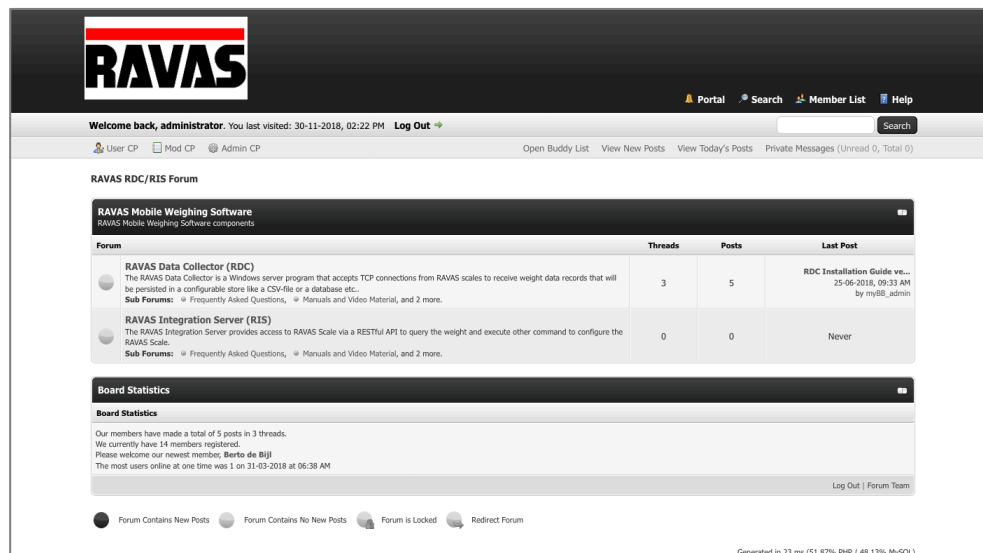 RAVAS
Portal Search Member List Help
Welcome back, administrator. You last visited: 30-11-2018, 02:22 PM Log Out
Search
User CP Mod CP Admin CP Open Buddy List View New Posts View Today's Posts Private Messages (Unread 0, Total 0)
RAVAS RDC/RIS Forum
RAVAS Mobile Weighing Software
RAVAS Mobile Weighing Software components
Forum Threads Posts Last Post
RAVAS Data Collector (RDC)
The RAVAS Data Collector is a Windows server program that accepts TCP connections from RAVAS scales to receive weight data records that will
be persisted in a configurable store like a CSV-file or a database etc..
Sub Forums: Frequently Asked Questions, Manuals and Video Material, and 2 more.
3 5
RDC Installation Guide ve...
25-06-2018, 09:33 AM
by myBB_admin
RAVAS Integration Server (RIS)
The RAVAS Integration Server provides access to RAVAS Scale via a RESTful API to query the weight and execute other command to configure the
RAVAS Scale.
Sub Forums: Frequently Asked Questions, Manuals and Video Material, and 2 more.
0 0 Never
Board Statistics
Board Statistics
Our members have made a total of 5 posts in 3 threads.
We currently have 14 members registered.
Please welcome our newest member, Berto de Bijl
The most users online at one time was 1 on 31-03-2018 at 06:38 AM
Log Out | Forum Team
Forum Contains New Posts Forum Contains No New Posts Forum is Locked Redirect Forum
Generated in 23 ms (51.87% PHP / 48.13% MySQL)